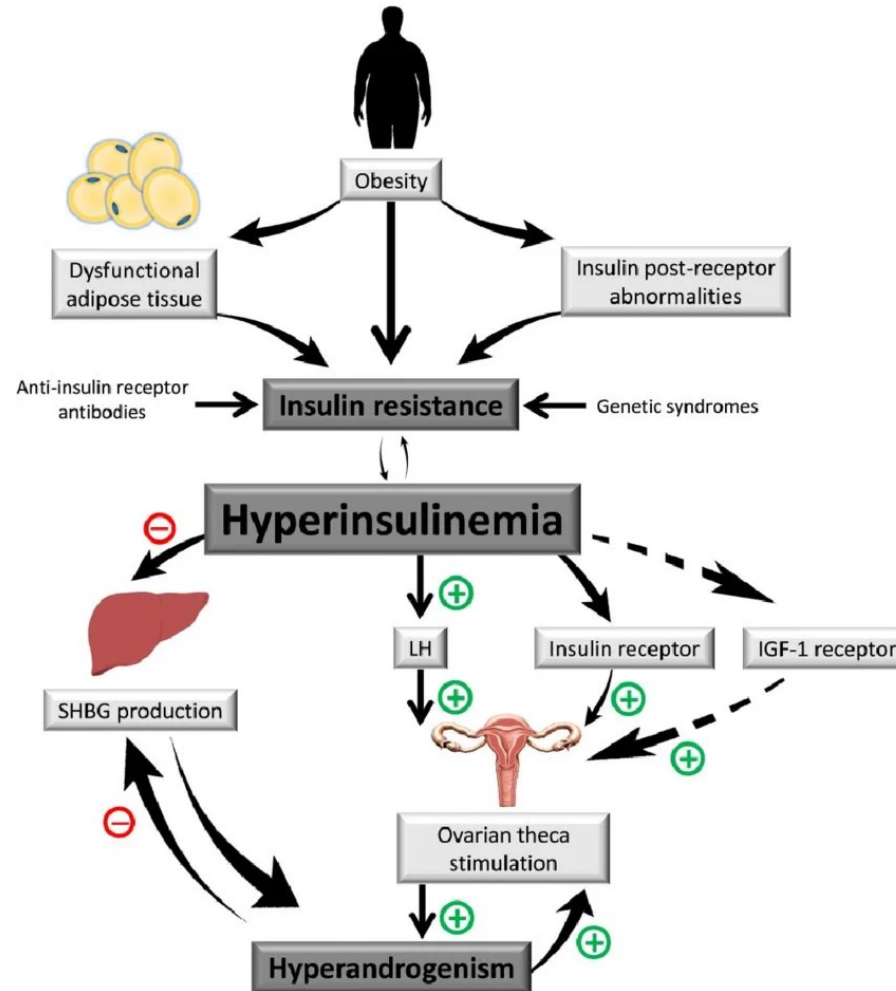 Obesity
Dysfunctional
adipose tissue
Insulin post-receptor
abnormalities
Anti-insulin receptor
antibodies
Insulin resistance
Genetic syndromes
Hyperinsulinemia
LH
Insulin receptor
IGF-1 receptor
SHBG production
Ovarian theca
stimulation
Hyperandrogenism